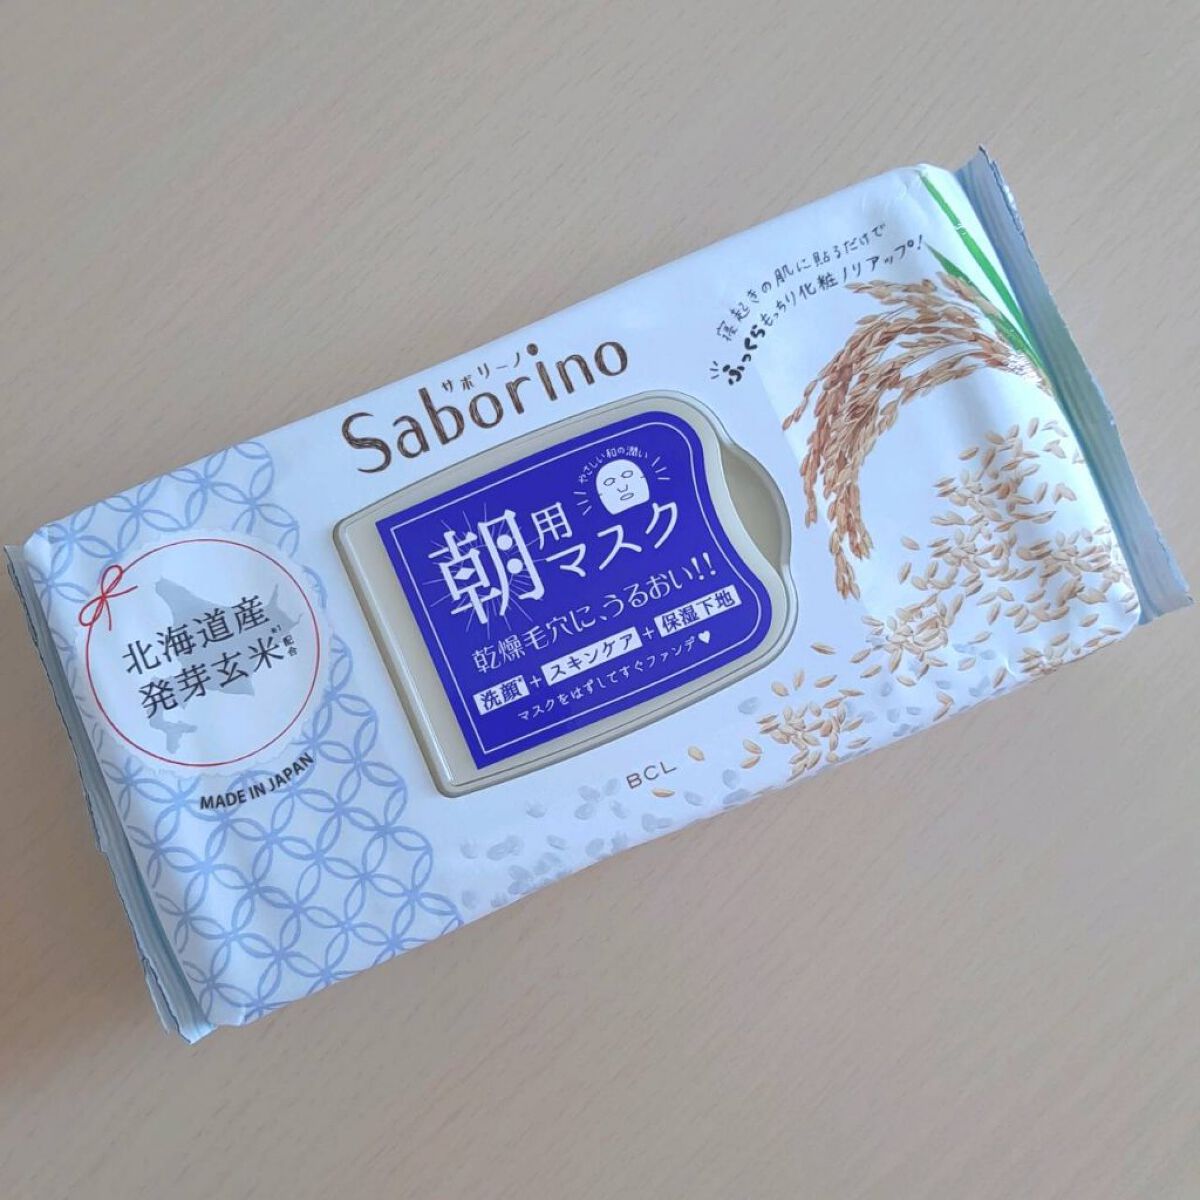 寝起きの肌に貼るだけで
ふっくらもっちり化粧ノリアップ!
サボリーノ
Saborino
やさしい和の潤い
朝用
マスク
乾燥毛穴に、うるおい!!
洗顔*+スキンケア+保湿下地
マスクをはずしてすぐファンデ♥
北海道産
発芽玄米*1配合
MADE IN JAPAN
BCL